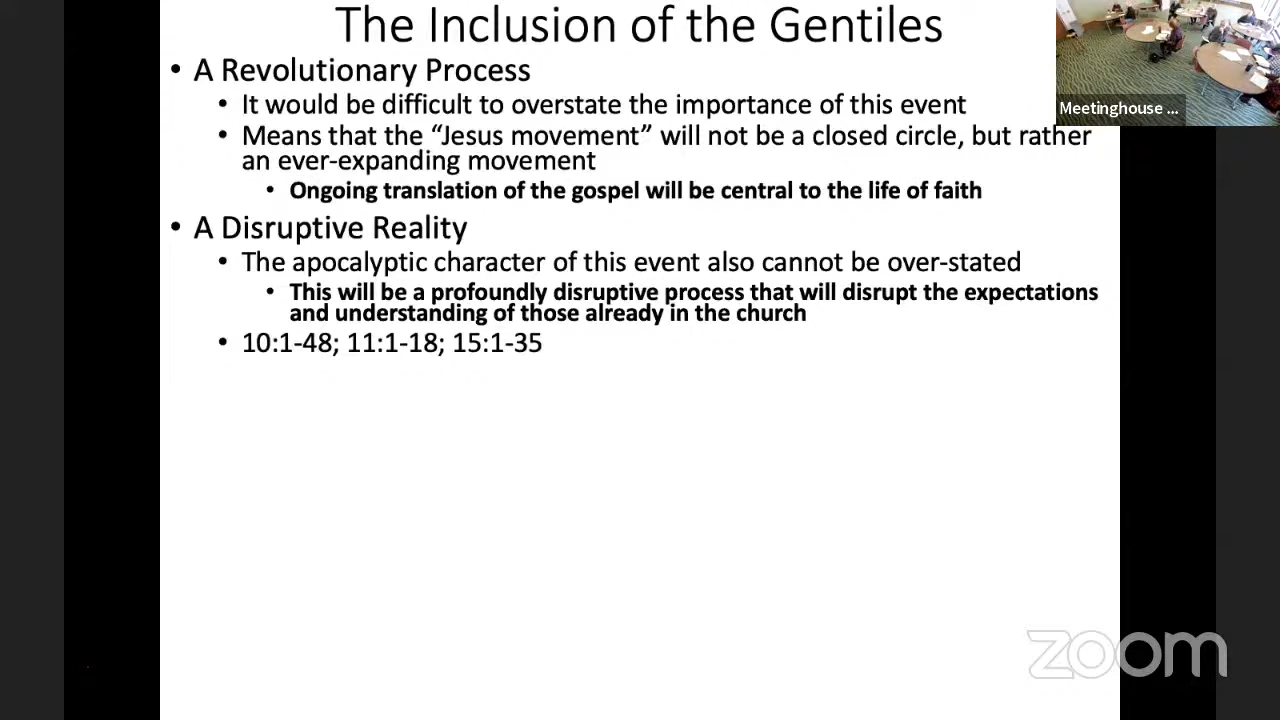 The Inclusion of the Gentiles
• A Revolutionary Process
• It would be difficult to overstate the importance of this event
• Means that the “Jesus movement” will not be a closed circle, but rather
an ever-expanding movement
• Ongoing translation of the gospel will be central to the life of faith
• A Disruptive Reality
• The apocalyptic character of this event also cannot be over-stated
• This will be a profoundly disruptive process that will disrupt the expectations
and understanding of those already in the church
• 10:1-48; 11:1-18; 15:1-35
Meetinghouse ...
zoom